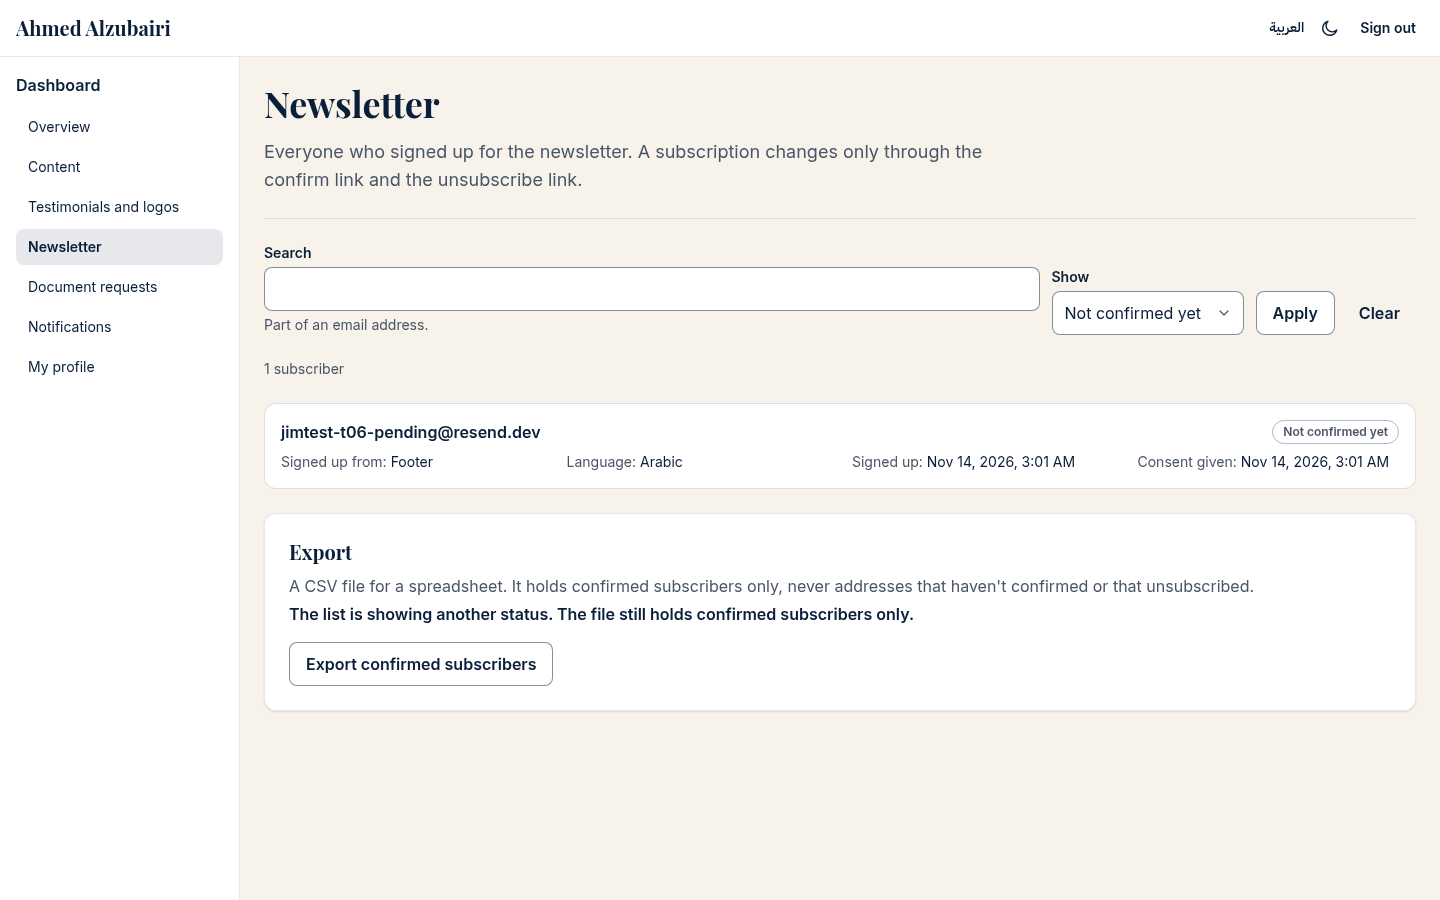 Ahmed Alzubairi
العربية
Sign out
Dashboard
Overview
Content
Testimonials and logos
Newsletter
Document requests
Notifications
My profile
Newsletter
Everyone who signed up for the newsletter. A subscription changes only through the
confirm link and the unsubscribe link.
Search
Part of an email address.
Show
Not confirmed yet
Apply
Clear
1 subscriber
jimtest-t06-pending@resend.dev
Not confirmed yet
Signed up from: Footer
Language: Arabic
Signed up: Nov 14, 2026, 3:01 AM
Consent given: Nov 14, 2026, 3:01 AM
Export
A CSV file for a spreadsheet. It holds confirmed subscribers only, never addresses that haven't confirmed or that unsubscribed.
The list is showing another status. The file still holds confirmed subscribers only.
Export confirmed subscribers